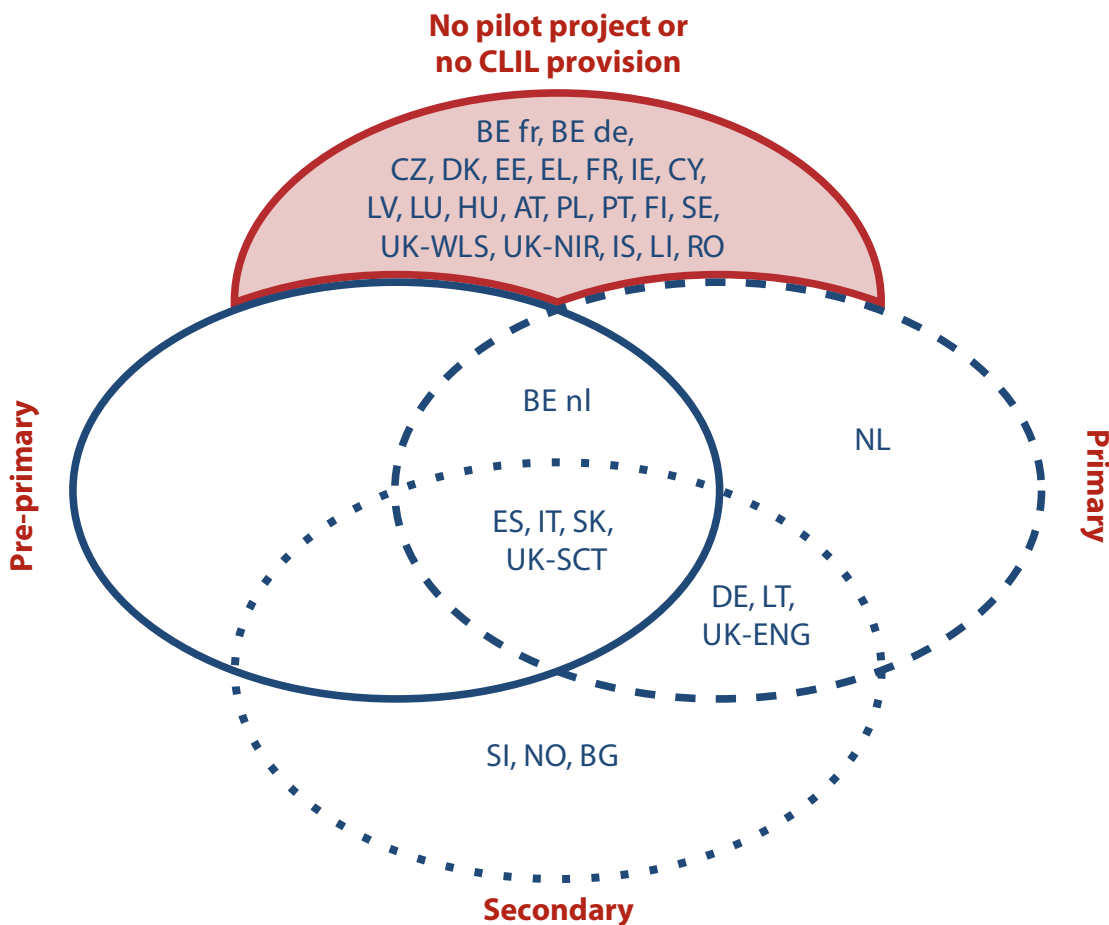 No pilot project or
no CLIL provision
BE fr, BE de,
CZ, DK, EE, EL, FR, IE, CY,
LV, LU, HU, AT, PL, PT, FI, SE,
UK-WLS, UK-NIR, IS, LI, RO
Pre-primary
BE nl
NL
Primary
ES, IT, SK,
UK-SCT
DE, LT,
UK-ENG
SI, NO, BG
Secondary